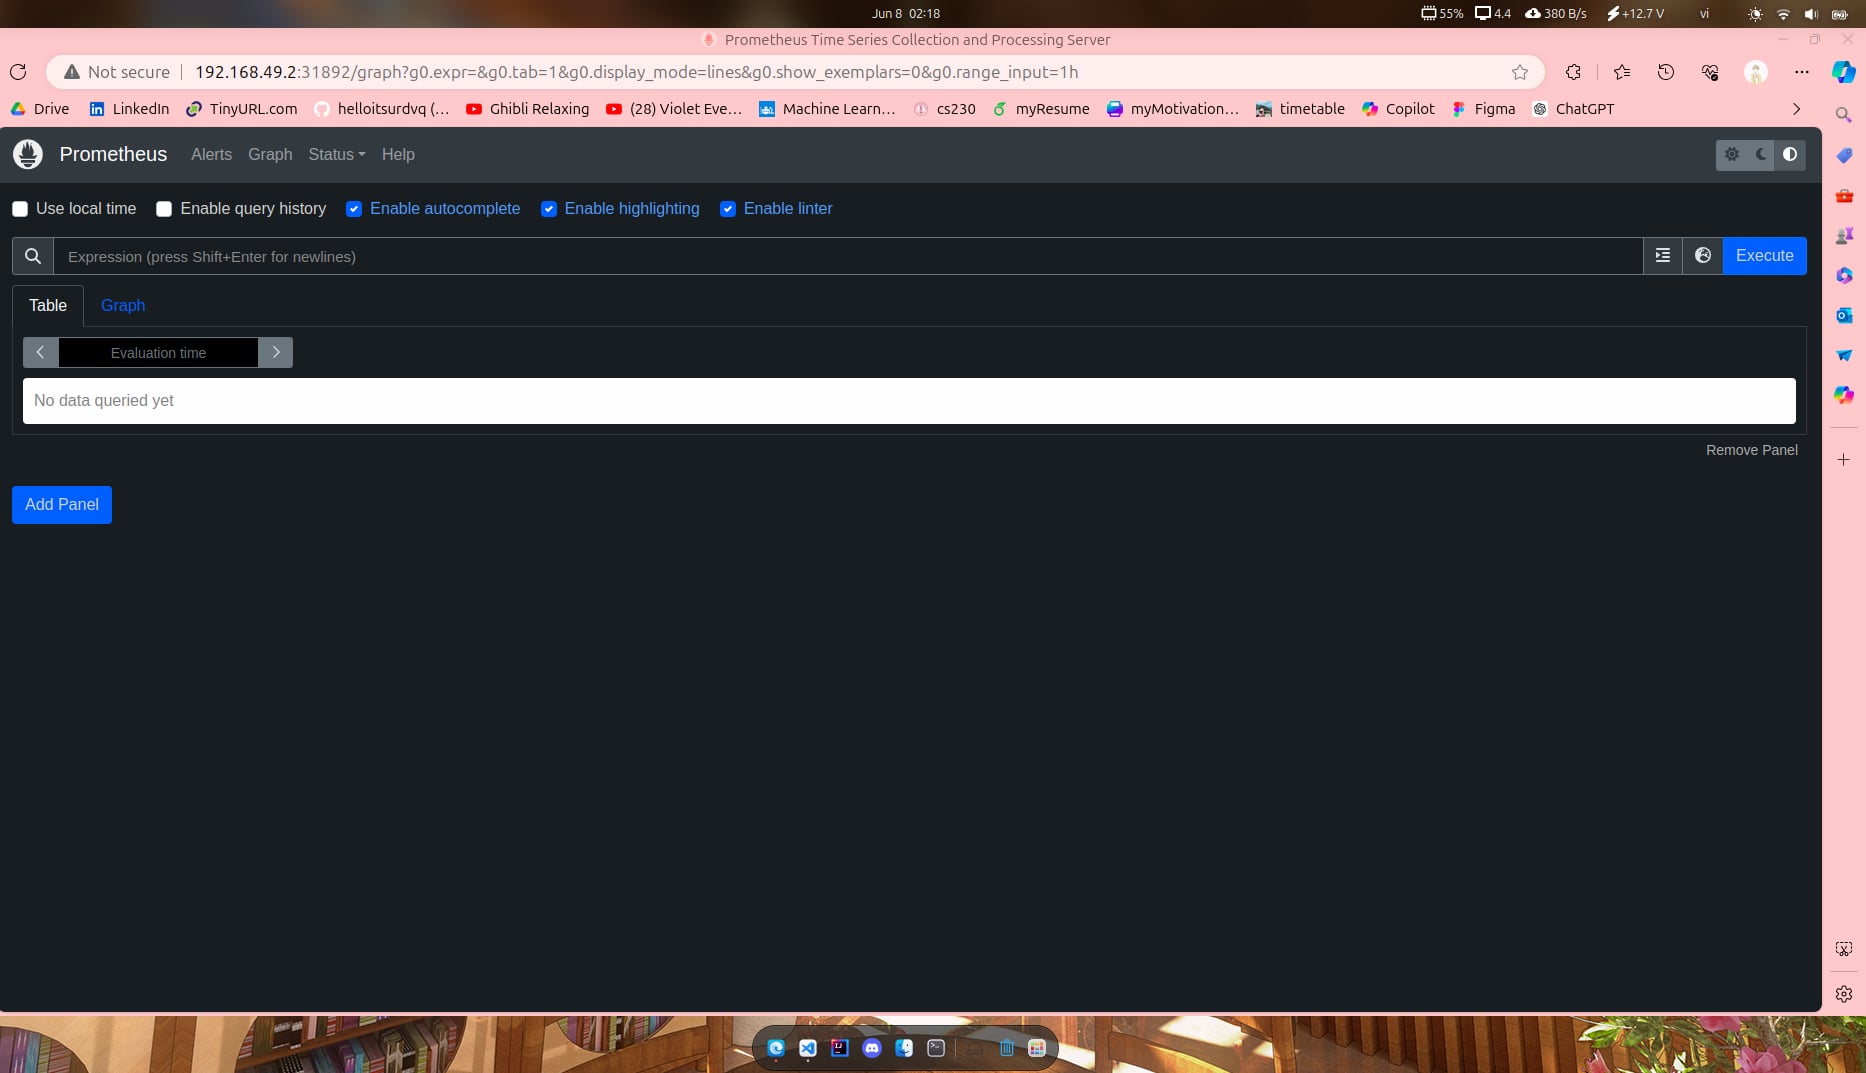 Jun 8 02:18
55% 4.4 380 B/s +12.7 V vi
Prometheus Time Series Collection and Processing Server
Not secure 192.168.49.2:31892/graph?g0.expr=&g0.tab=1&g0.display_mode=lines&g0.show_exemplars=0&g0.range_input=1h
Drive LinkedIn TinyURL.com helloitsurdvq (... Ghibli Relaxing (28) Violet Eve... Machine Learn... cs230 myResume myMotivation... timetable Copilot Figma ChatGPT
Prometheus Alerts Graph Status Help
Use local time Enable query history Enable autocomplete Enable highlighting Enable linter
Expression (press Shift+Enter for newlines) Execute
Table Graph
Evaluation time
No data queried yet
Remove Panel
Add Panel